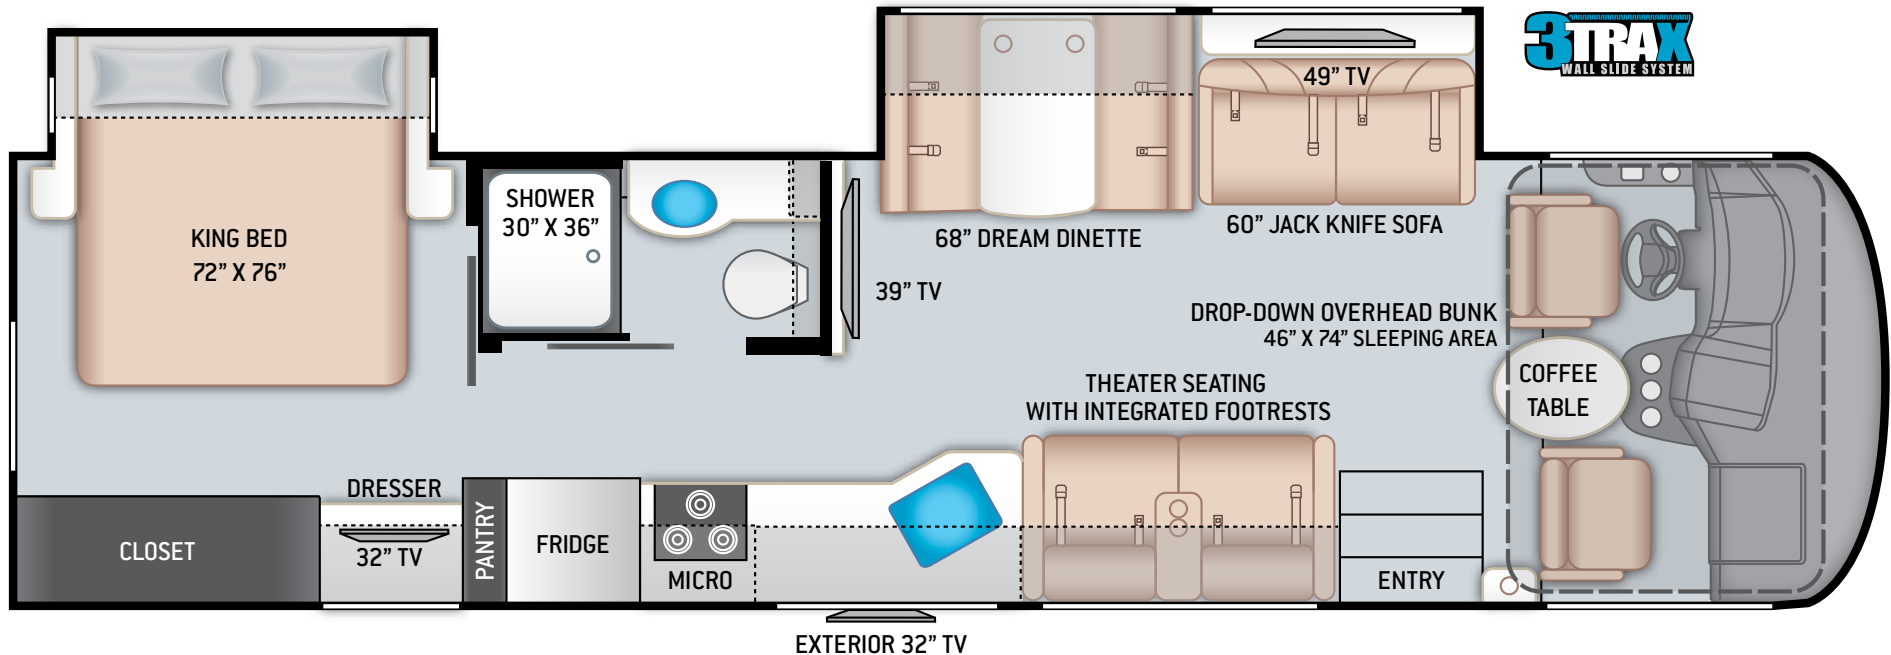 3TRAX
WALL SLIDE SYSTEM
49” TV
SHOWER
30” X 36”
KING BED
72” X 76”
68” DREAM DINETTE
60” JACK KNIFE SOFA
39” TV
DROP-DOWN OVERHEAD BUNK
46” X 74” SLEEPING AREA
COFFEE
TABLE
THEATER SEATING
WITH INTEGRATED FOOTRESTS
DRESSER
CLOSET
32” TV
PANTRY
FRIDGE
MICRO
ENTRY
EXTERIOR 32” TV